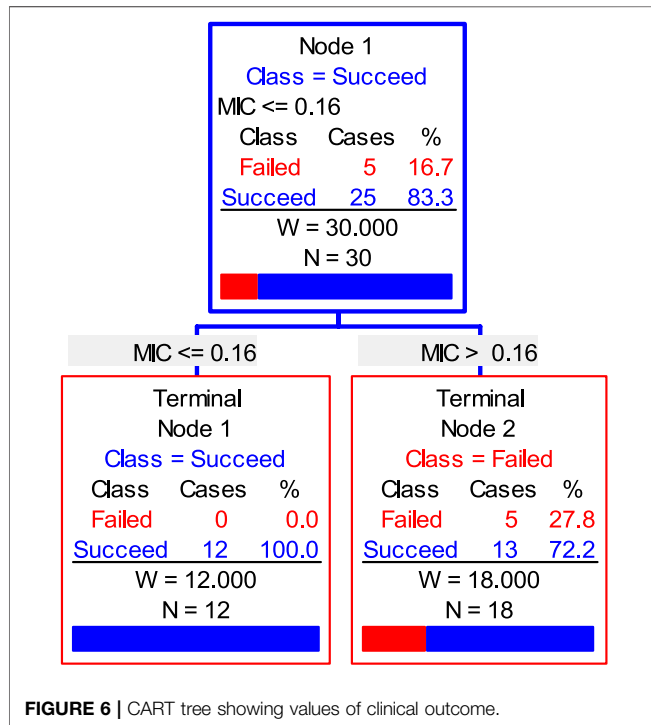 Node 1
Class = Succeed
MIC <= 0.16
Class Cases %
Failed 5 16.7
Succeed 25 83.3
W = 30.000
N = 30
MIC <= 0.16
MIC > 0.16
Terminal
Node 1
Class = Succeed
Class Cases %
Failed 0 0.0
Succeed 12 100.0
W = 12.000
N = 12
Terminal
Node 2
Class = Failed
Class Cases %
Failed 5 27.8
Succeed 13 72.2
W = 18.000
N = 18
FIGURE 6 | CART tree showing values of clinical outcome.